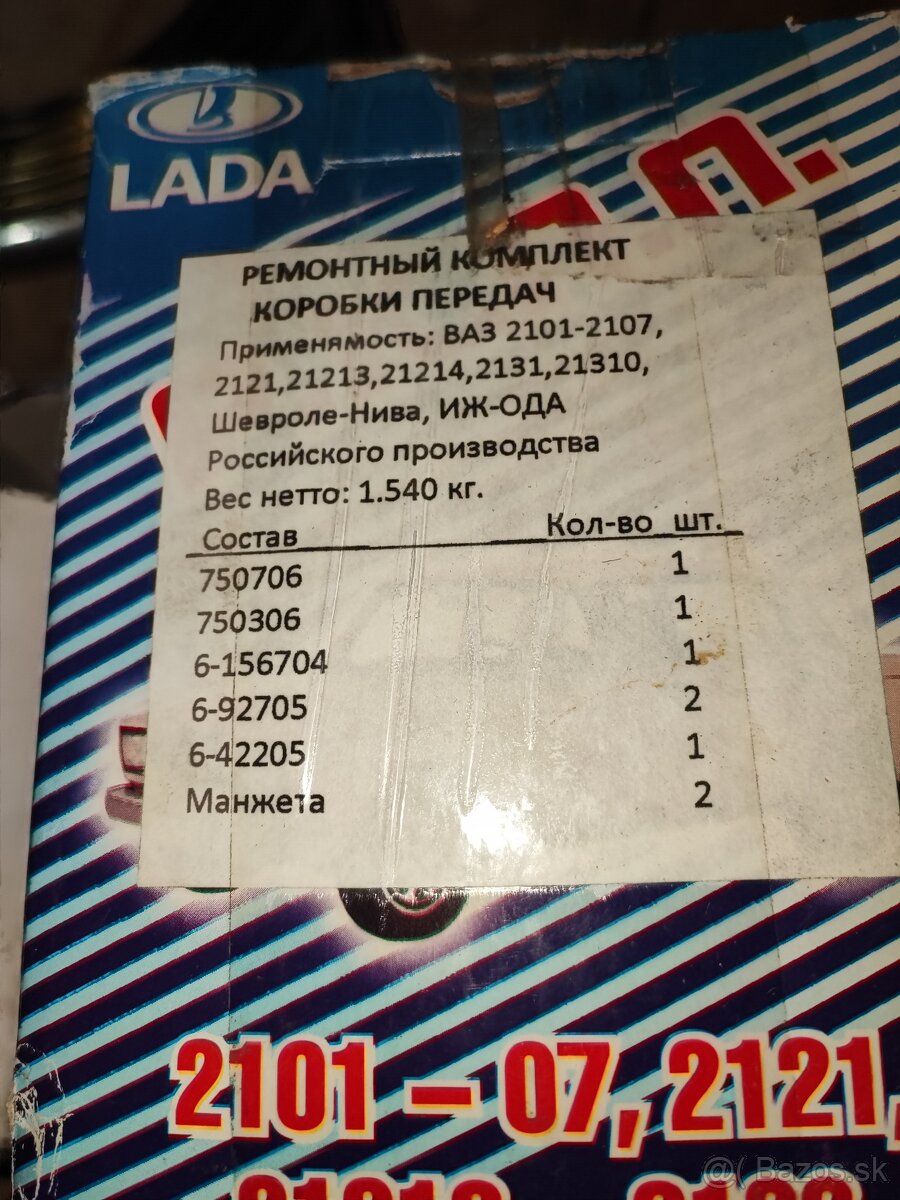 LADA
РЕМОНТНЫЙ КОМПЛЕКТ
КОРОБКИ ПЕРЕДАЧ
Применямость: ВАЗ 2101-2107,
2121,21213,21214,2131,21310,
Шевроле-Нива, ИЖ-ОДА
Российского производства
Вес нетто: 1.540 кг.
Состав Кол-во шт.
750706 1
750306 1
6-156704 1
6-92705 2
6-42205 1
Манжета 2
2101 – 07, 2121,
@( Bazos.sk